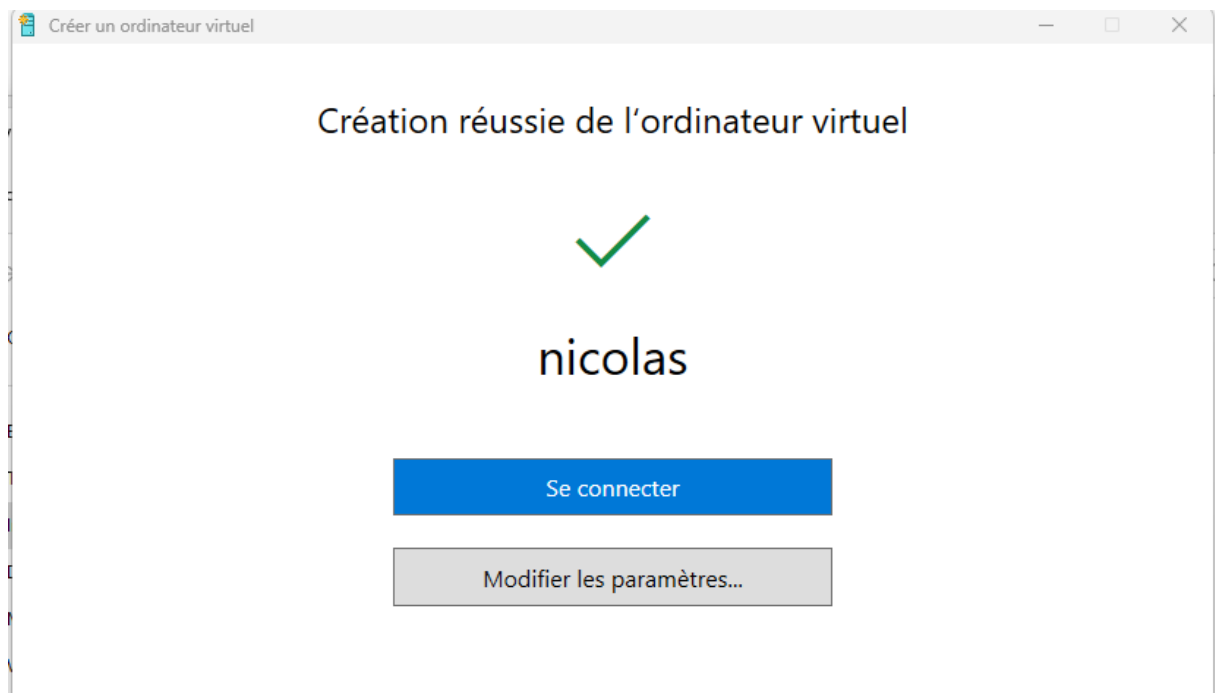 Créer un ordinateur virtuel
Création réussie de l‘ordinateur virtuel
nicolas
Se connecter
Modifier les paramètres...